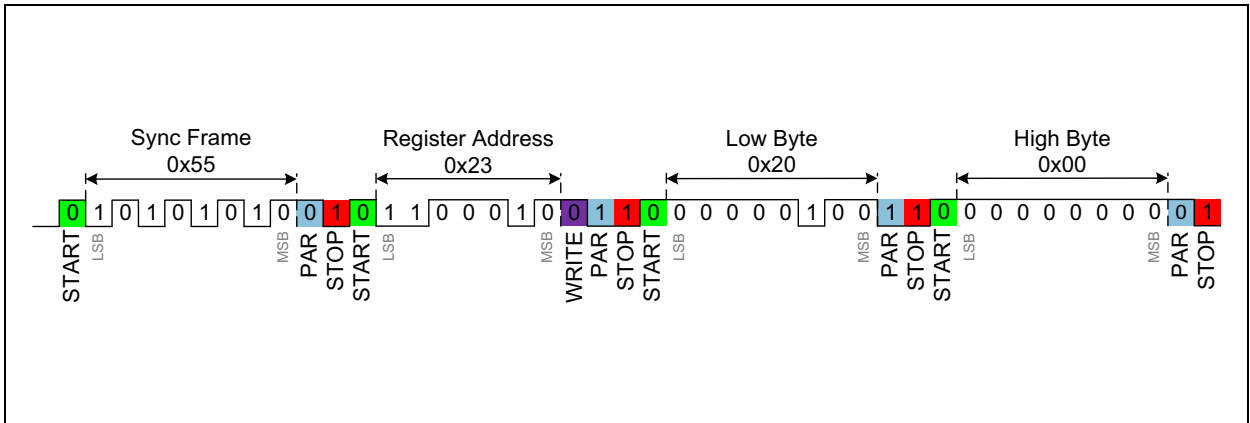 Sync Frame Register Address Low Byte High Byte
0x55 0x23 0x20 0x00
0 1 0 1 0 1 0 1 0 0 1 0 1 1 0 0 0 1 0 0 1 1 0 0 0 0 0 0 1 0 0 1 1 0 0 0 0 0 0 0 0 0 0 1
START LSB MSB PAR STOP START LSB MSB WRITE PAR STOP START LSB MSB PAR STOP START LSB MSB PAR STOP